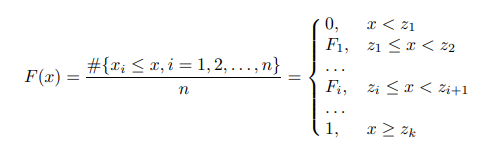 F(x) = #{x_i ≤ x, i = 1, 2, ..., n} / n = { 0, x < z_1
F_1, z_1 ≤ x < z_2
...
F_i, z_i ≤ x < z_{i+1}
...
1, x ≥ z_k